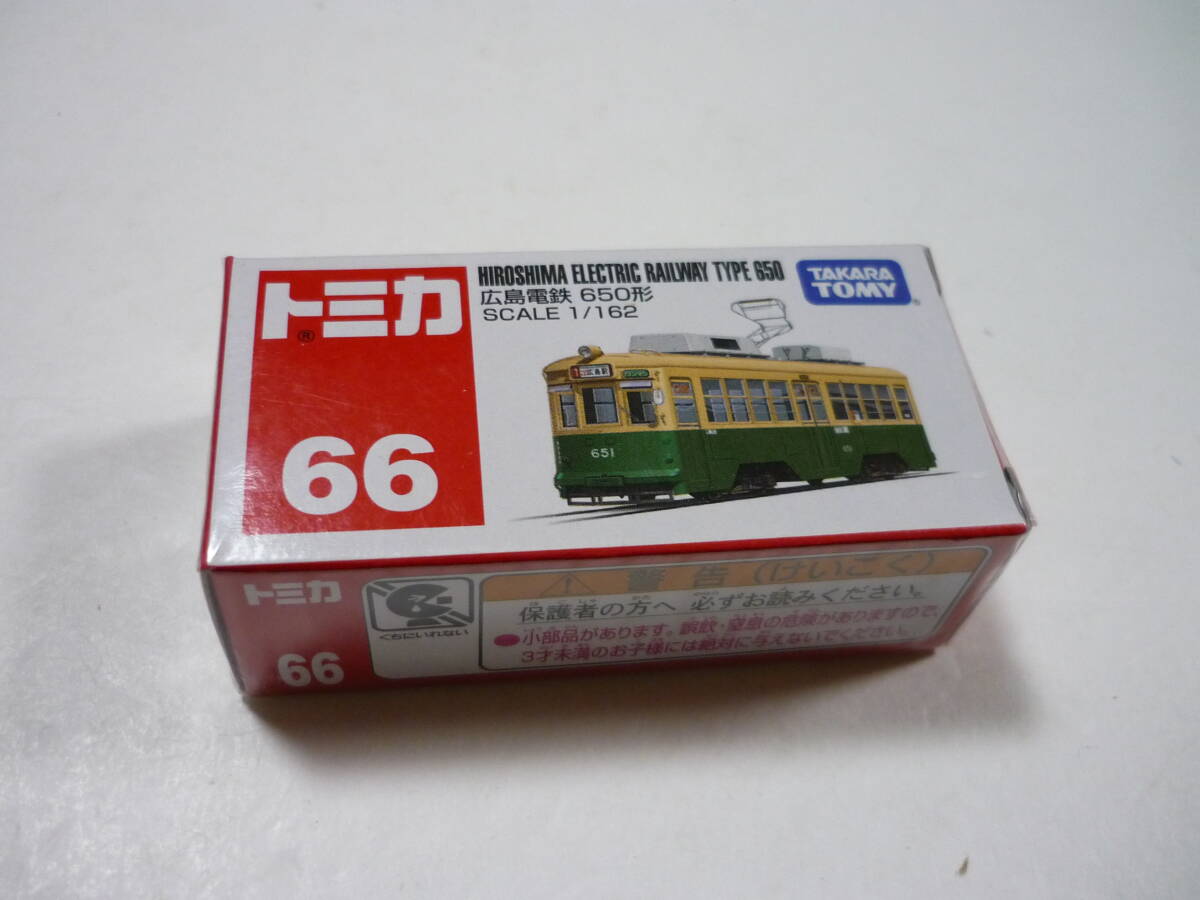 トミカ
®
66
HIROSHIMA ELECTRIC RAILWAY TYPE 650
広島電鉄 650形
SCALE 1/162
TAKARA
TOMY
651
トミカ
66
くちにいれない
警告(けいこく)
保護者の方へ 必ずお読みください。
●小部品があります。誤飲・窒息の危険がありますので、
3才未満のお子様には絶対に与えないでください。